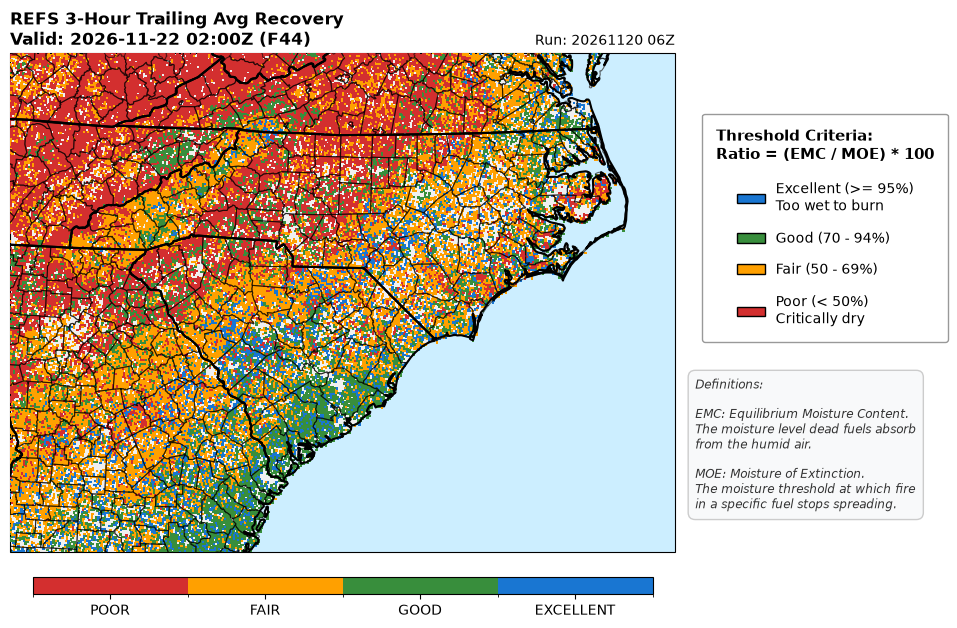 REFS 3-Hour Trailing Avg Recovery
Valid: 2026-11-22 02:00Z (F44)
Run: 20261120 06Z
Threshold Criteria:
Ratio = (EMC / MOE) * 100
Excellent (>= 95%)
Too wet to burn
Good (70 - 94%)
Fair (50 - 69%)
Poor (< 50%)
Critically dry
Definitions:
EMC: Equilibrium Moisture Content.
The moisture level dead fuels absorb
from the humid air.
MOE: Moisture of Extinction.
The moisture threshold at which fire
in a specific fuel stops spreading.
POOR
FAIR
GOOD
EXCELLENT